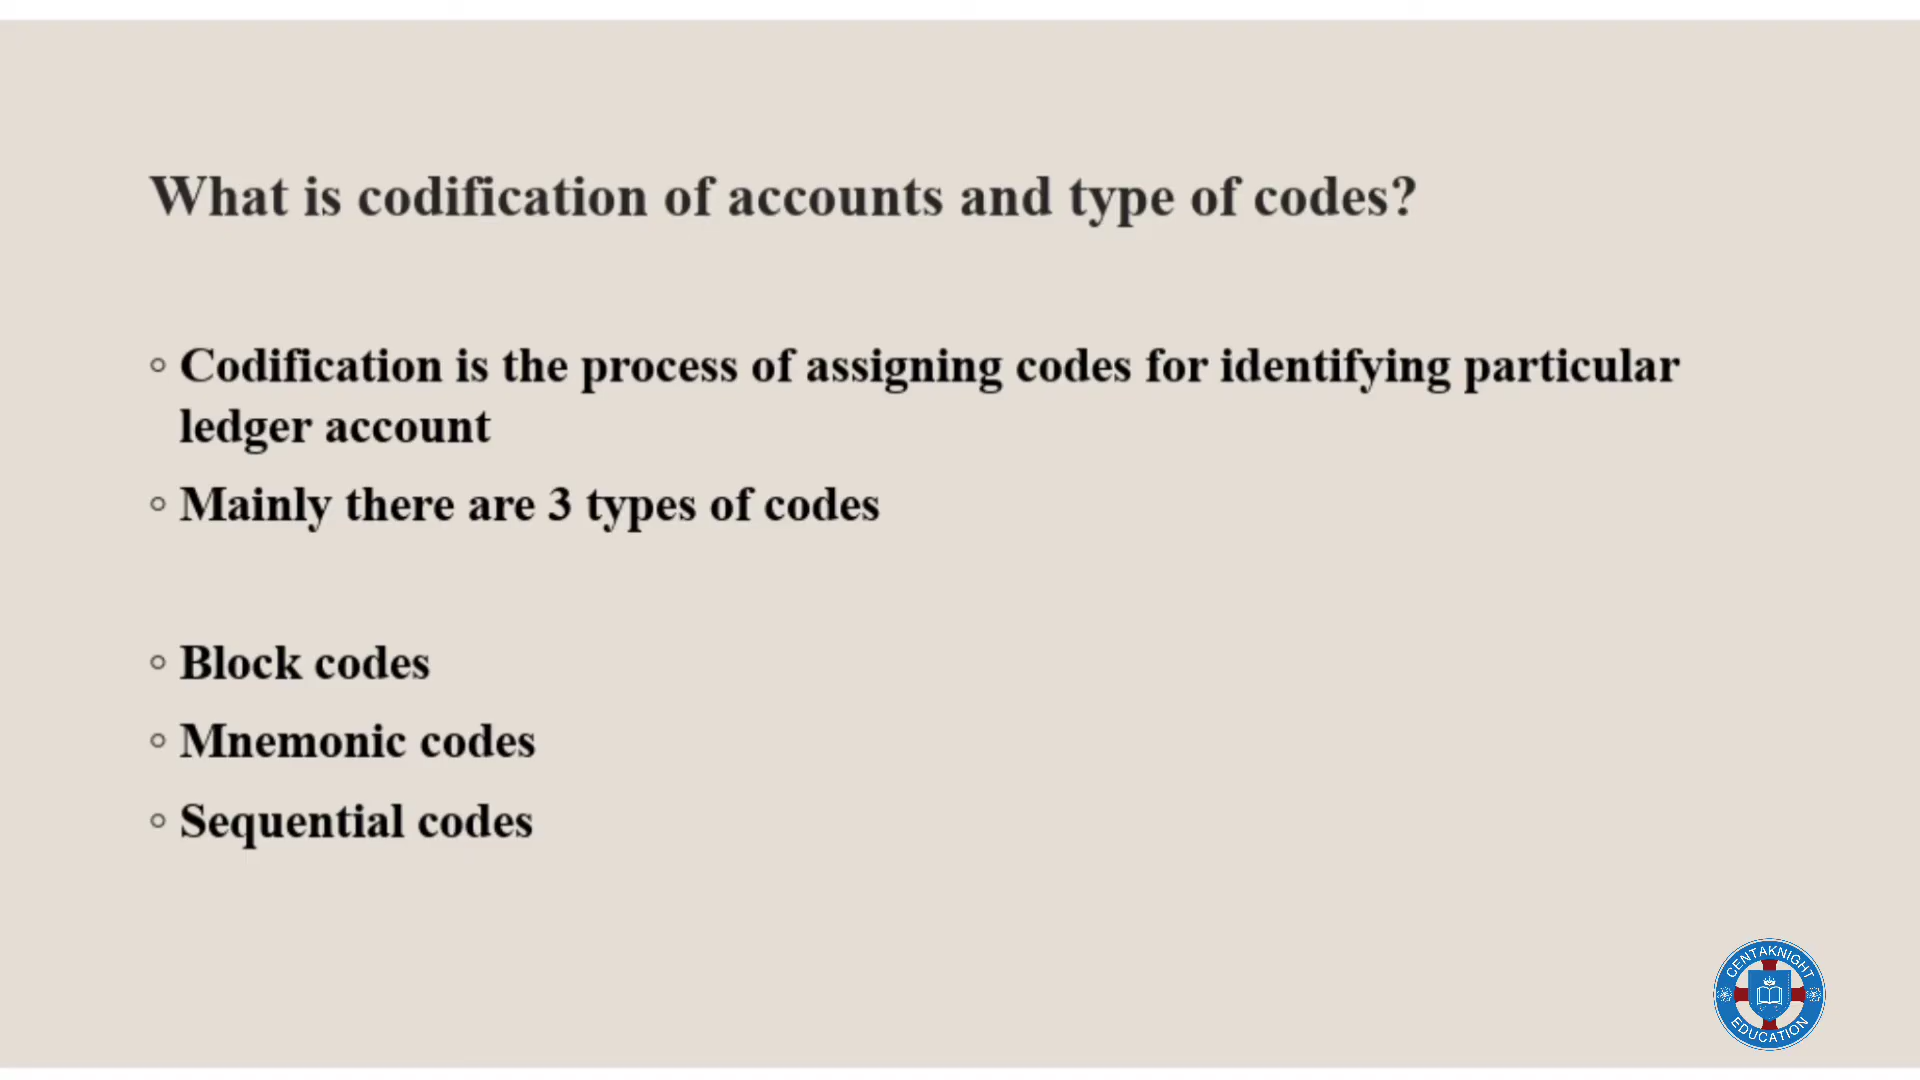 What is codification of accounts and type of codes?
◦ Codification is the process of assigning codes for identifying particular
ledger account
◦ Mainly there are 3 types of codes
◦ Block codes
◦ Mnemonic codes
◦ Sequential codes
CENTAKNIGHT
EDUCATION